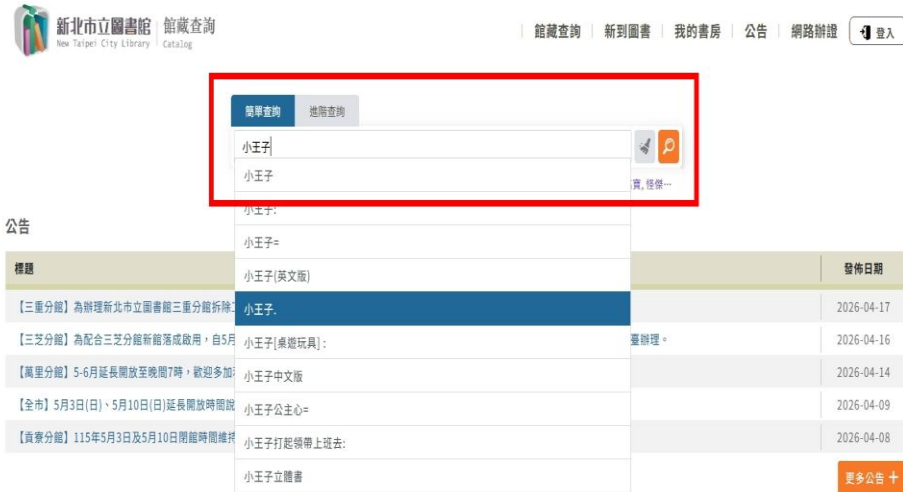 新北市立圖書館 館藏查詢
New Taipei City Library Catalog
館藏查詢 新到圖書 我的書房 公告 網路辦證 登入
簡單查詢 進階查詢
小王子
小王子
寶, 怪傑…
小王子:
公告
小王子=
標題 發佈日期
小王子(英文版)
【三重分館】為辦理新北市立圖書館三重分館拆除 2026-04-17
小王子.
【三芝分館】為配合三芝分館新館落成啟用，自5月 臺辦理。 2026-04-16
小王子[桌遊玩具]:
【萬里分館】5-6月延長開放至晚間7時，歡迎多加 2026-04-14
小王子中文版
【全市】5月3日(日)、5月10日(日)延長開放時間說 2026-04-09
小王子公主心=
【貢寮分館】115年5月3日及5月10日閉館時間維持 2026-04-08
小王子打起領帶上班去:
小王子立體書
更多公告 +